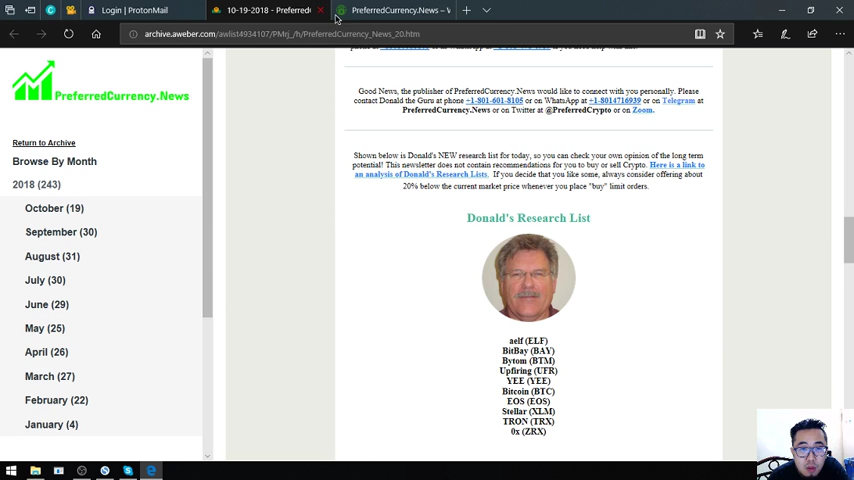 Login | ProtonMail
10-19-2018 - Preferred
PreferredCurrency.News –
archive.aweber.com/awlist4934107/PMrj_/h/PreferredCurrency_News_20.htm
PreferredCurrency.News
Return to Archive
Browse By Month
2018 (243)
October (19)
September (30)
August (31)
July (30)
June (29)
May (25)
April (26)
March (27)
February (22)
January (4)
Good News, the publisher of PreferredCurrency.News would like to connect with you personally. Please
contact Donald the Guru at phone +1-801-601-8105 or on WhatsApp at +1-8014716939 or on Telegram at
PreferredCurrency.News or on Twitter at @PreferredCrypto or on Zoom.
Shown below is Donald's NEW research list for today, so you can check your own opinion of the long term
potential! This newsletter does not contain recommendations for you to buy or sell Crypto. Here is a link to
an analysis of Donald's Research Lists. If you decide that you like some, always consider offering about
20% below the current market price whenever you place "buy" limit orders.
Donald's Research List
aelf (ELF)
BitBay (BAY)
Bytom (BTM)
Upfiring (UFR)
YEE (YEE)
Bitcoin (BTC)
EOS (EOS)
Stellar (XLM)
TRON (TRX)
0x (ZRX)